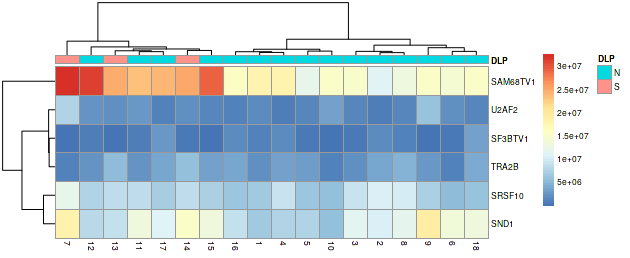 DLP
DLP
N
S
3e+07
2.5e+07
2e+07
1.5e+07
1e+07
5e+06
SAM68TV1
U2AF2
SF3BTV1
TRA2B
SRSF10
SND1
7 12 13 11 17 14 15 16 1 4 5 10 3 2 8 9 6 18